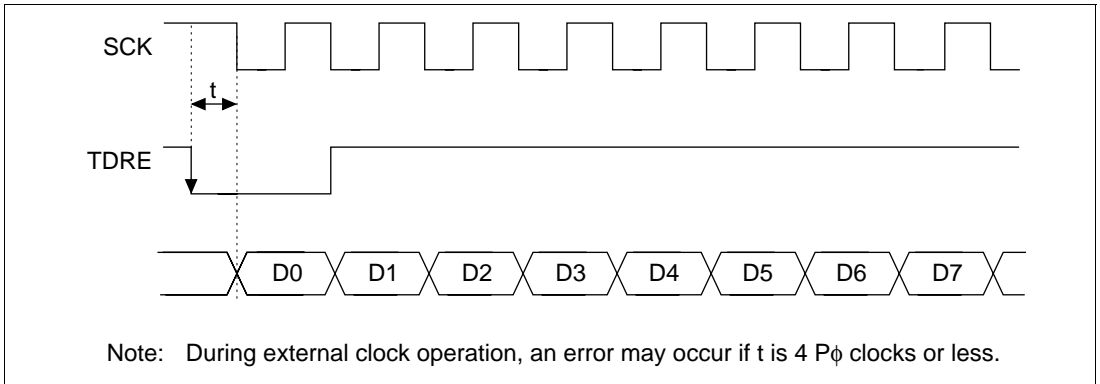 SCK
t
TDRE
D0 D1 D2 D3 D4 D5 D6 D7
Note: During external clock operation, an error may occur if t is 4 Pϕ clocks or less.